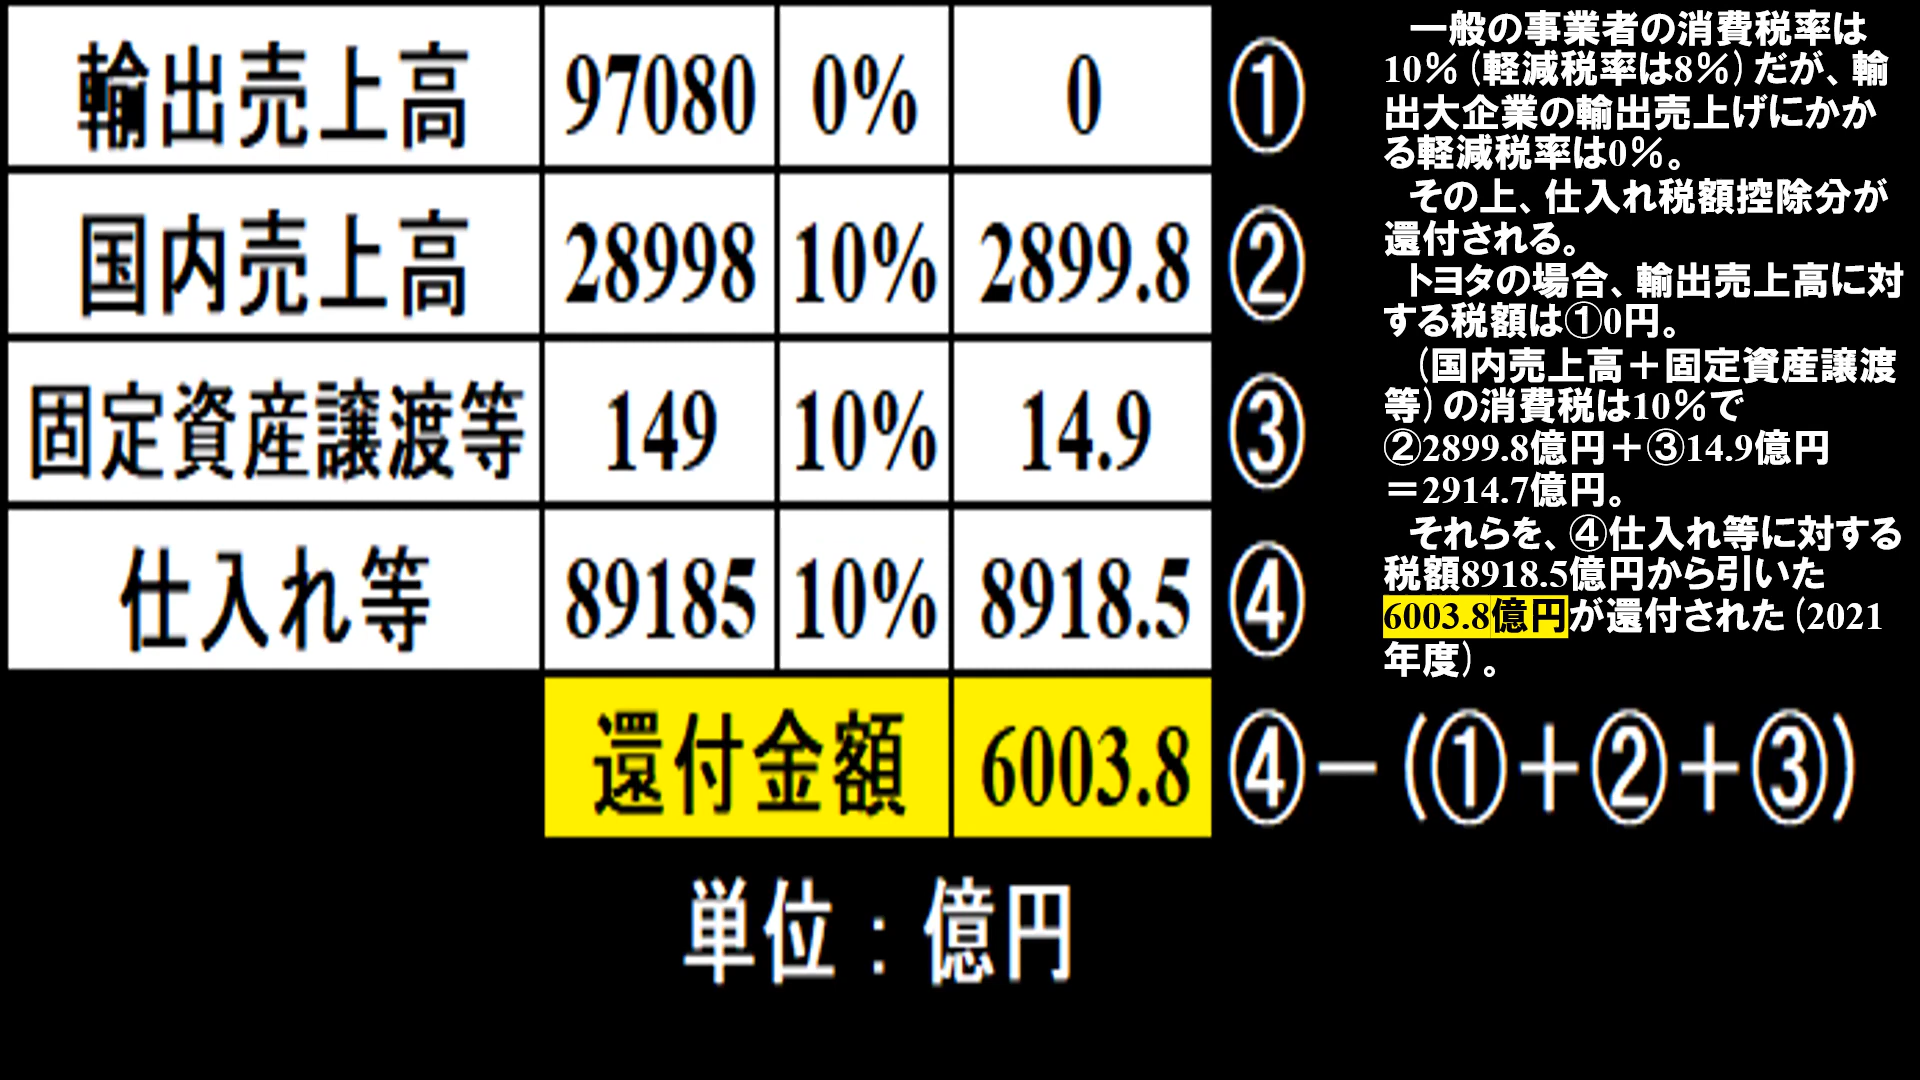 輸出売上高 97080 0% 0 ①
国内売上高 28998 10% 2899.8 ②
固定資産譲渡等 149 10% 14.9 ③
仕入れ等 89185 10% 8918.5 ④
還付金額 6003.8 ④－(①＋②＋③)
単位：億円
一般の事業者の消費税率は
10％(軽減税率は8％)だが、輸
出大企業の輸出売上げにかか
る軽減税率は0％。
その上、仕入れ税額控除分が
還付される。
トヨタの場合、輸出売上高に対
する税額は①0円。
(国内売上高＋固定資産譲渡
等)の消費税は10％で
②2899.8億円＋③14.9億円
＝2914.7億円。
それらを、④仕入れ等に対する
税額8918.5億円から引いた
6003.8億円が還付された(2021
年度)。